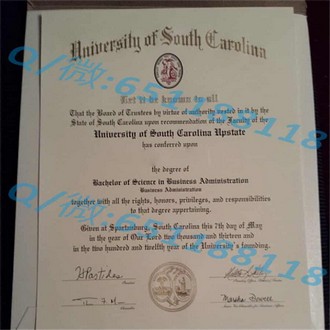 University of South Carolina
Let it be known to all
That the Board of Trustees by virtue of authority vested in it by the
State of South Carolina upon recommendation of the Faculty of the
University of South Carolina Upstate
has conferred upon
the degree of
Bachelor of Science in Business Administration
Business Administration
together with all the rights, honors, privileges, and responsibilities
to that degree appertaining.
Given at Spartanburg, South Carolina this 7th day of May
in the year of Our Lord two thousand and thirteen and
in the two hundred and twelfth year of the University's founding.